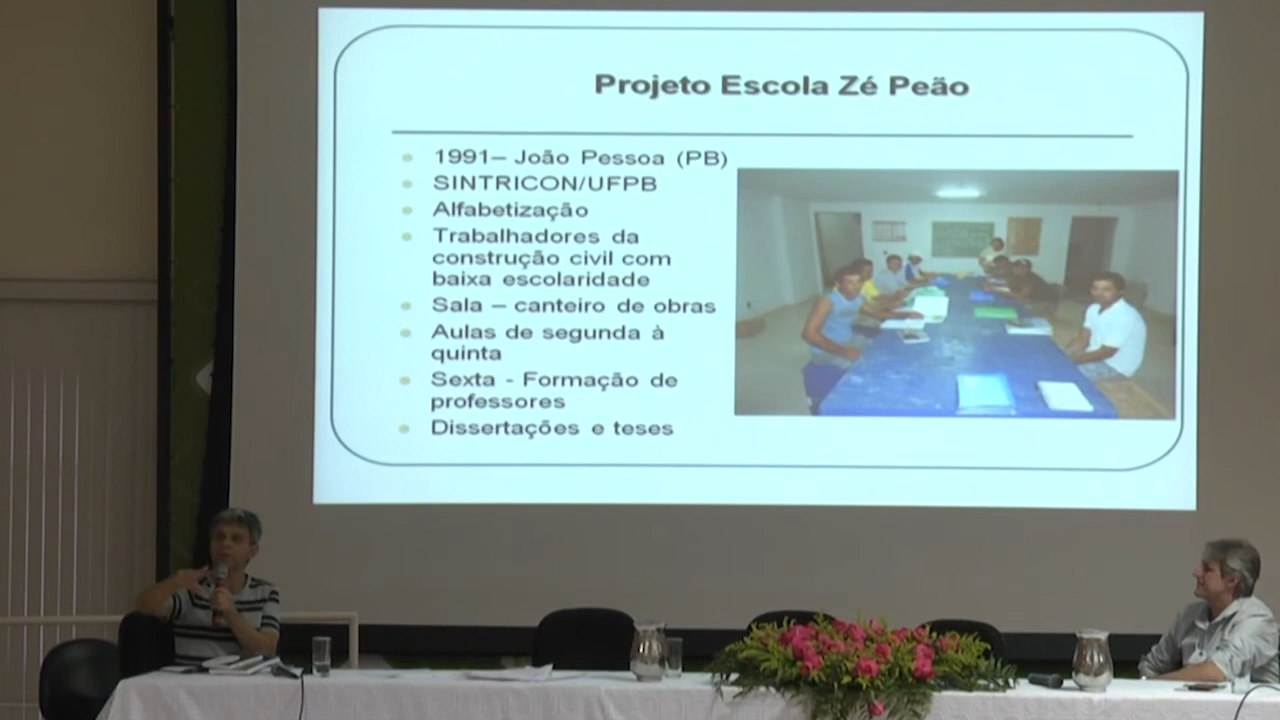 Projeto Escola Zé Peão
1991– João Pessoa (PB)
SINTRICON/UFPB
Alfabetização
Trabalhadores da
construção civil com
baixa escolaridade
Sala – canteiro de obras
Aulas de segunda à
quinta
Sexta - Formação de
professores
Dissertações e teses